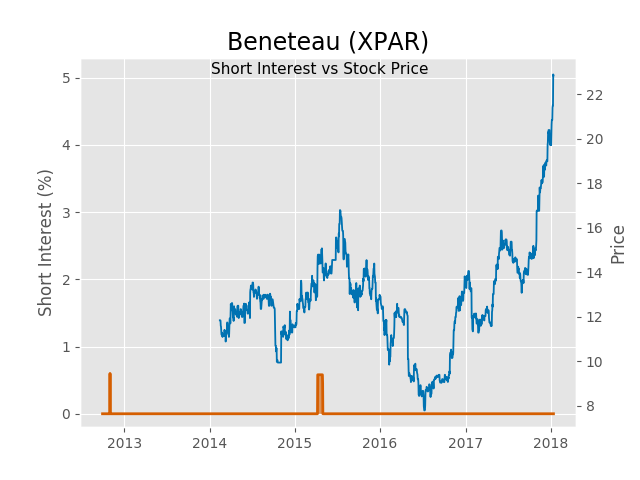 Beneteau (XPAR)
Short Interest vs Stock Price
Short Interest (%)
5
4
3
2
1
0
22
20
18
16
14
12
10
8
Price
2013 2014 2015 2016 2017 2018